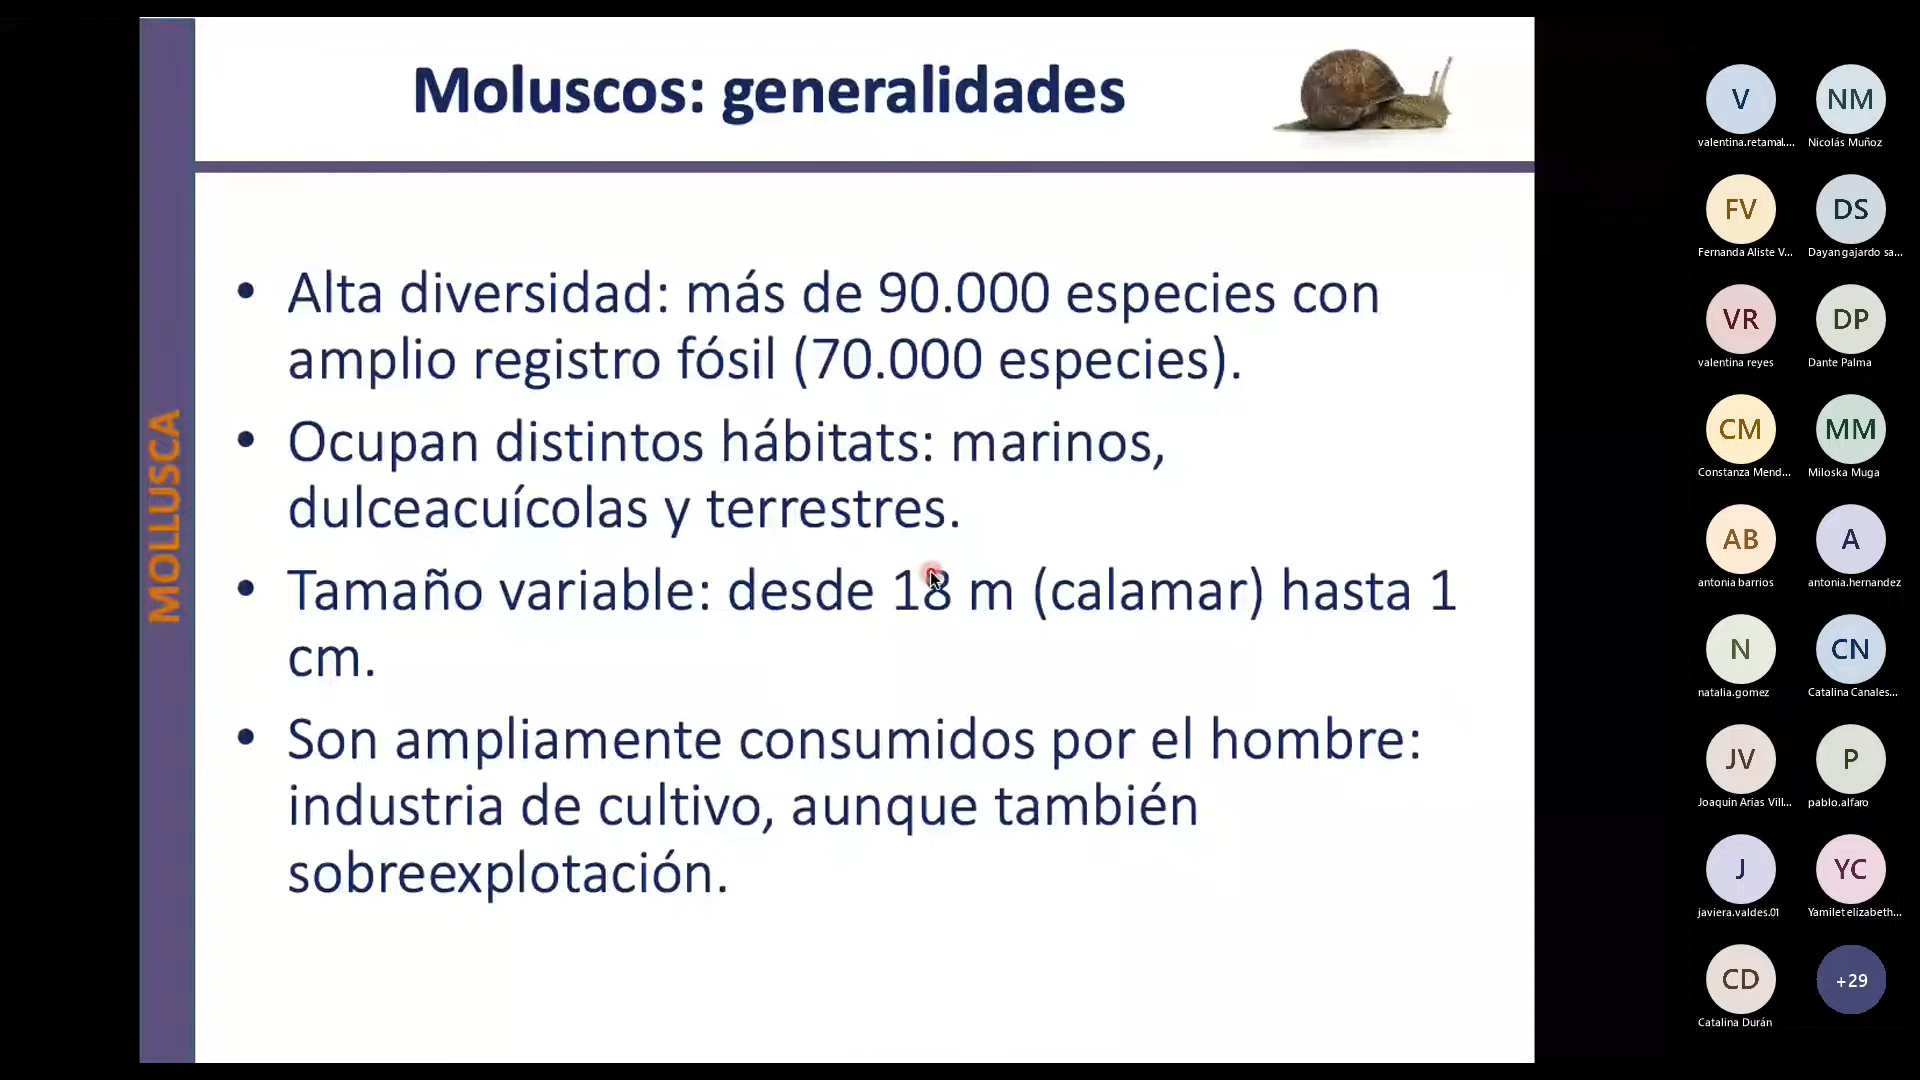 Moluscos: generalidades
MOLLUSCA
• Alta diversidad: más de 90.000 especies con
amplio registro fósil (70.000 especies).
• Ocupan distintos hábitats: marinos,
dulceacuícolas y terrestres.
• Tamaño variable: desde 18 m (calamar) hasta 1
cm.
• Son ampliamente consumidos por el hombre:
industria de cultivo, aunque también
sobreexplotación.
V
valentina.retamal....
NM
Nicolás Muñoz
FV
Fernanda Aliste V...
DS
Dayan gajardo sa...
VR
valentina reyes
DP
Dante Palma
CM
Constanza Mend...
MM
Miloska Muga
AB
antonia barrios
A
antonia.hernandez
N
natalia.gomez
CN
Catalina Canales...
JV
Joaquin Arias Vill...
P
pablo.alfaro
J
javiera.valdes.01
YC
Yamilet elizabeth...
CD
Catalina Durán
+29